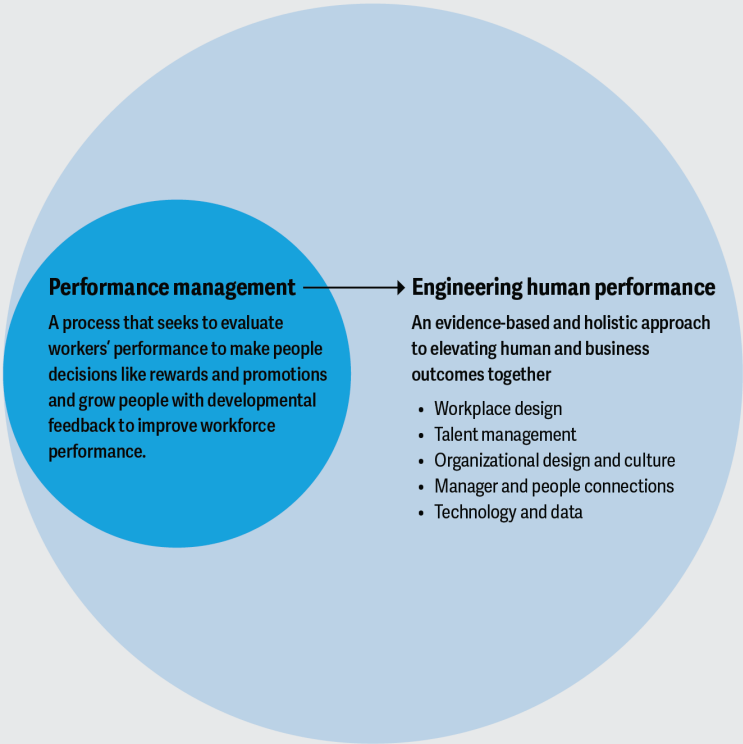 Performance management
A process that seeks to evaluate
workers’ performance to make people
decisions like rewards and promotions
and grow people with developmental
feedback to improve workforce
performance.
Engineering human performance
An evidence-based and holistic approach
to elevating human and business
outcomes together
• Workplace design
• Talent management
• Organizational design and culture
• Manager and people connections
• Technology and data